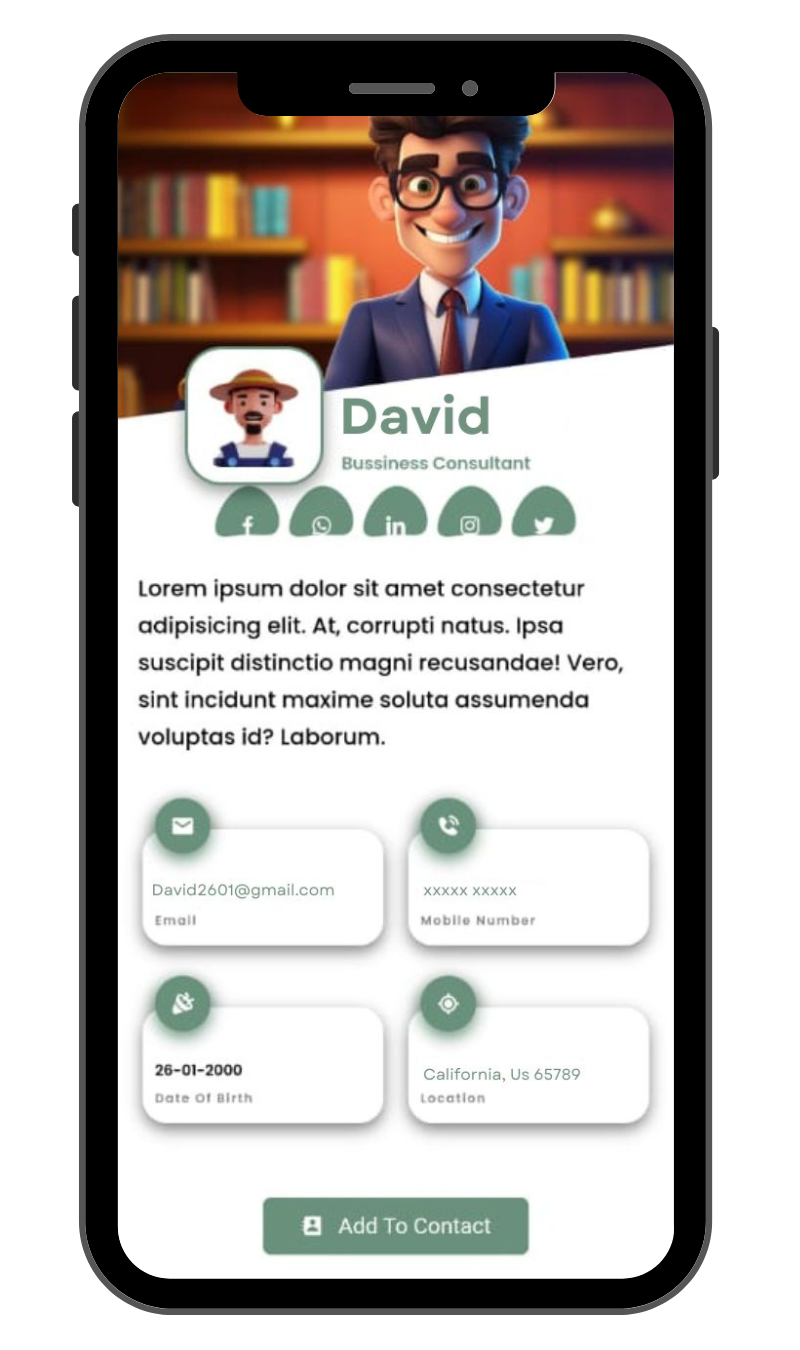 David
Bussiness Consultant
Lorem ipsum dolor sit amet consectetur
adipisicing elit. At, corrupti natus. Ipsa
suscipit distinctio magni recusandae! Vero,
sint incidunt maxime soluta assumenda
voluptas id? Laborum.
David2601@gmail.com
Email
xxxxx xxxxx
Mobile Number
26-01-2000
Date Of Birth
California, Us 65789
Location
Add To Contact